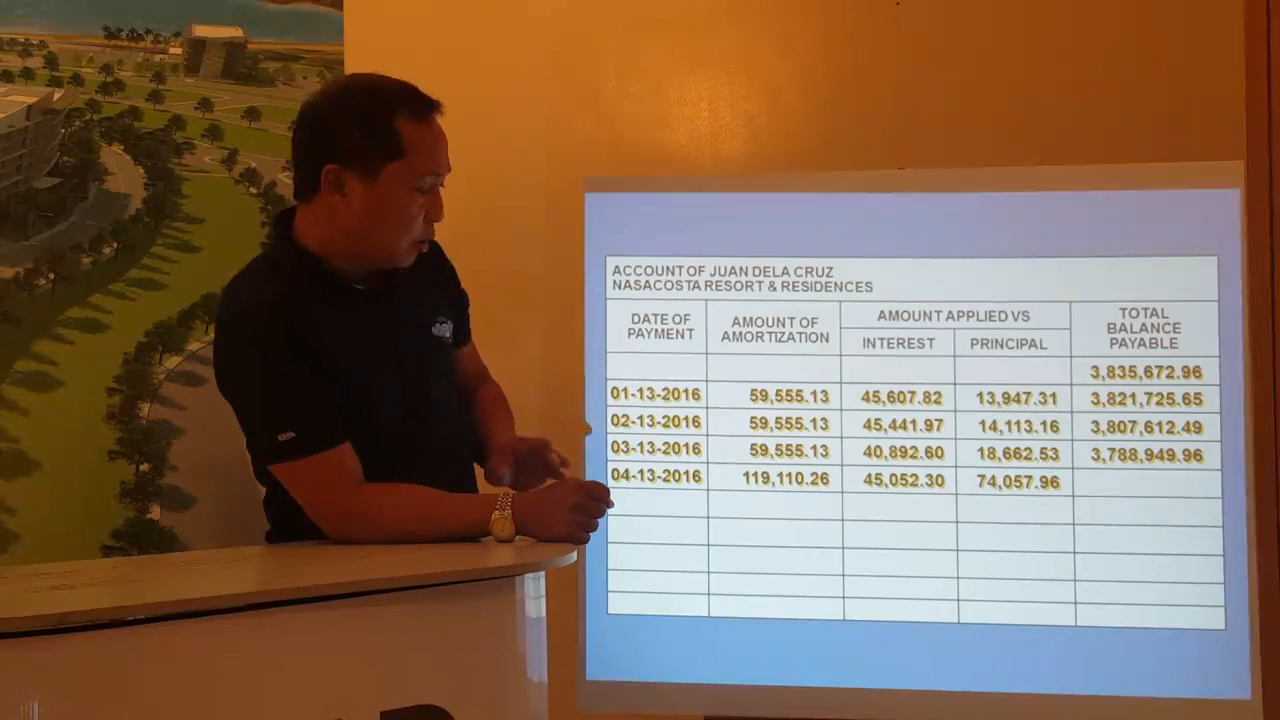 ACCOUNT OF JUAN DELA CRUZ
NASACOSTA RESORT & RESIDENCES
DATE OF PAYMENT AMOUNT OF AMORTIZATION AMOUNT APPLIED VS TOTAL BALANCE PAYABLE
INTEREST PRINCIPAL
3,835,672.96
01-13-2016 59,555.13 45,607.82 13,947.31 3,821,725.65
02-13-2016 59,555.13 45,441.97 14,113.16 3,807,612.49
03-13-2016 59,555.13 40,892.60 18,662.53 3,788,949.96
04-13-2016 119,110.26 45,052.30 74,057.96